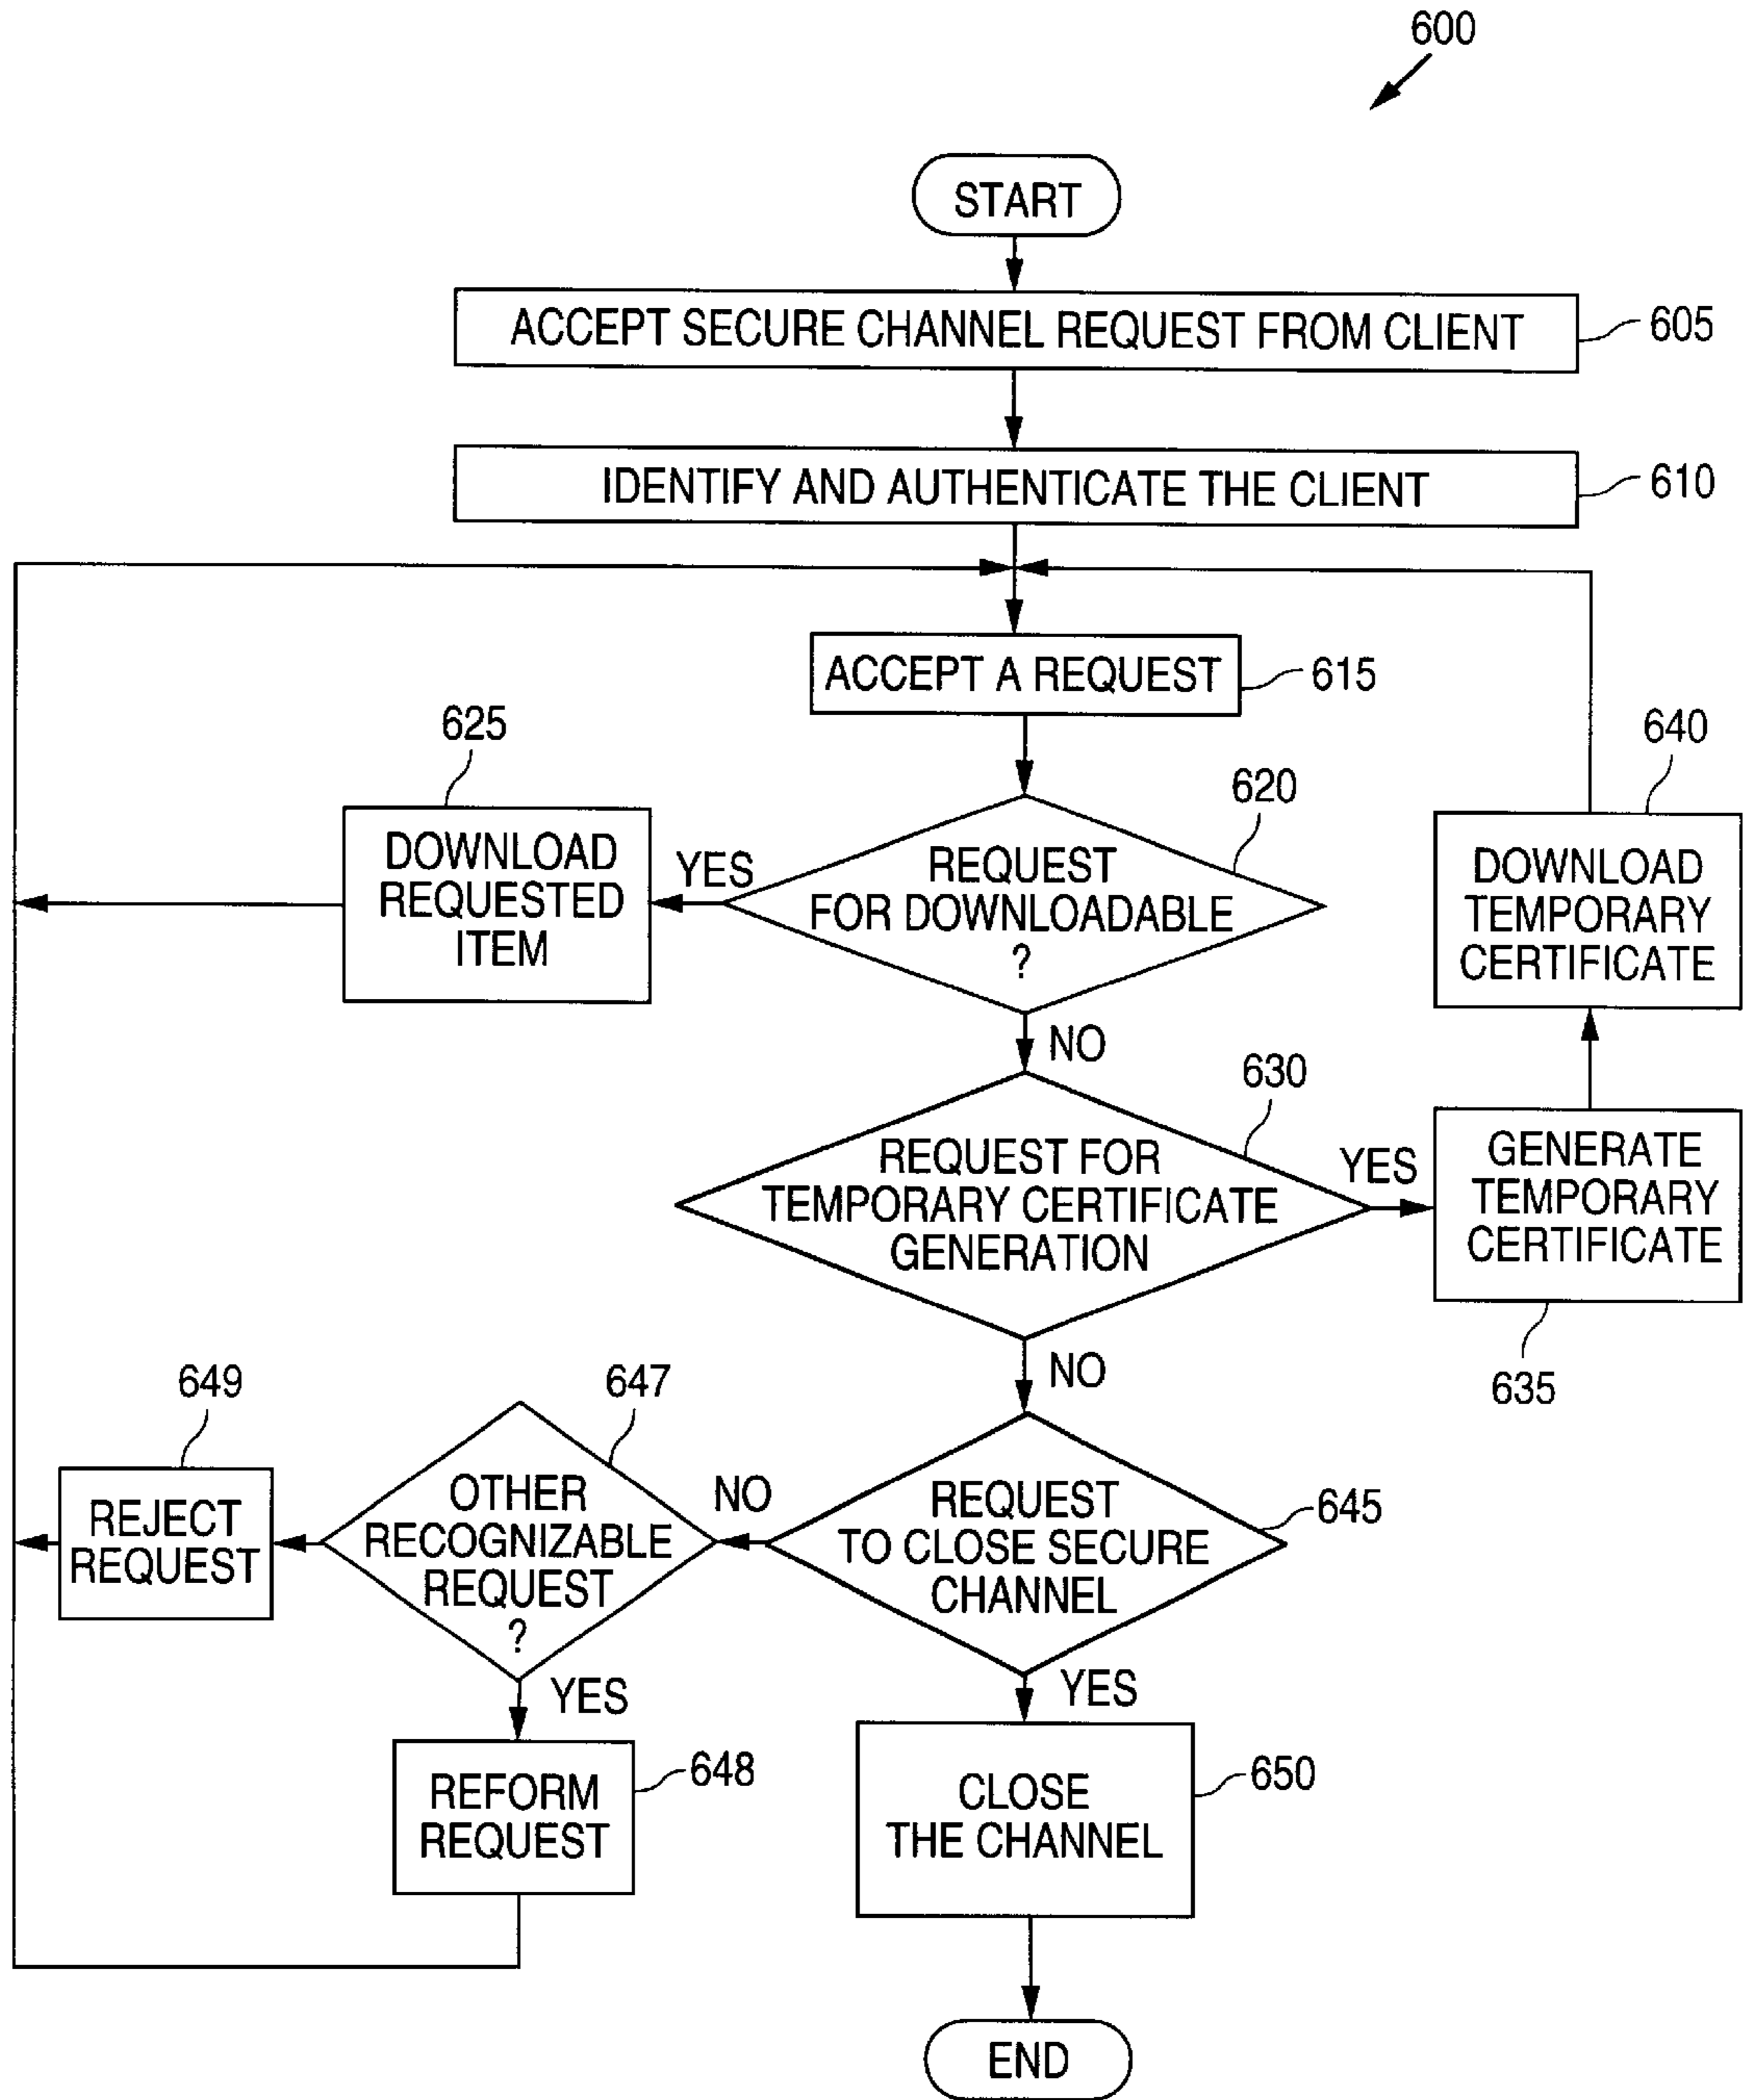 600
START
ACCEPT SECURE CHANNEL REQUEST FROM CLIENT
605
IDENTIFY AND AUTHENTICATE THE CLIENT
610
ACCEPT A REQUEST
615
625
DOWNLOAD
REQUESTED
ITEM
YES
620
REQUEST
FOR DOWNLOADABLE
?
640
DOWNLOAD
TEMPORARY
CERTIFICATE
NO
630
REQUEST FOR
TEMPORARY CERTIFICATE
GENERATION
YES
GENERATE
TEMPORARY
CERTIFICATE
635
NO
649
REJECT
REQUEST
647
OTHER
RECOGNIZABLE
REQUEST
?
NO
REQUEST
TO CLOSE SECURE
CHANNEL
645
YES
REFORM
REQUEST
648
YES
CLOSE
THE CHANNEL
650
END